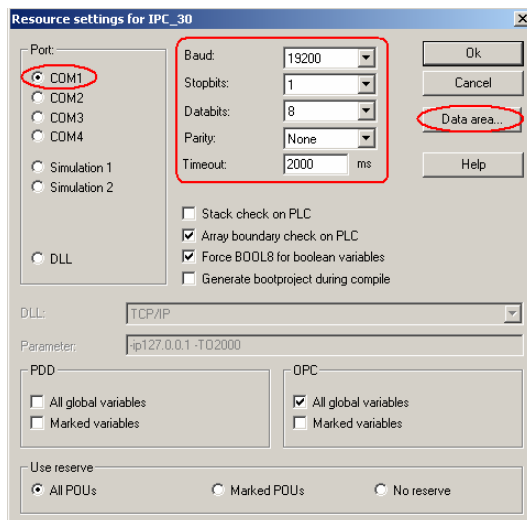 Resource settings for IPC_30
Port:
COM1
COM2
COM3
COM4
Simulation 1
Simulation 2
DLL
Baud: 19200
Stopbits: 1
Databits: 8
Parity: None
Timeout: 2000 ms
Ok
Cancel
Data area...
Help
Stack check on PLC
Array boundary check on PLC
Force BOOL8 for boolean variables
Generate bootproject during compile
DLL: TCP/IP
Parameter: -ip127.0.0.1 -TO2000
PDD
All global variables
Marked variables
OPC
All global variables
Marked variables
Use reserve
All POUs Marked POUs No reserve